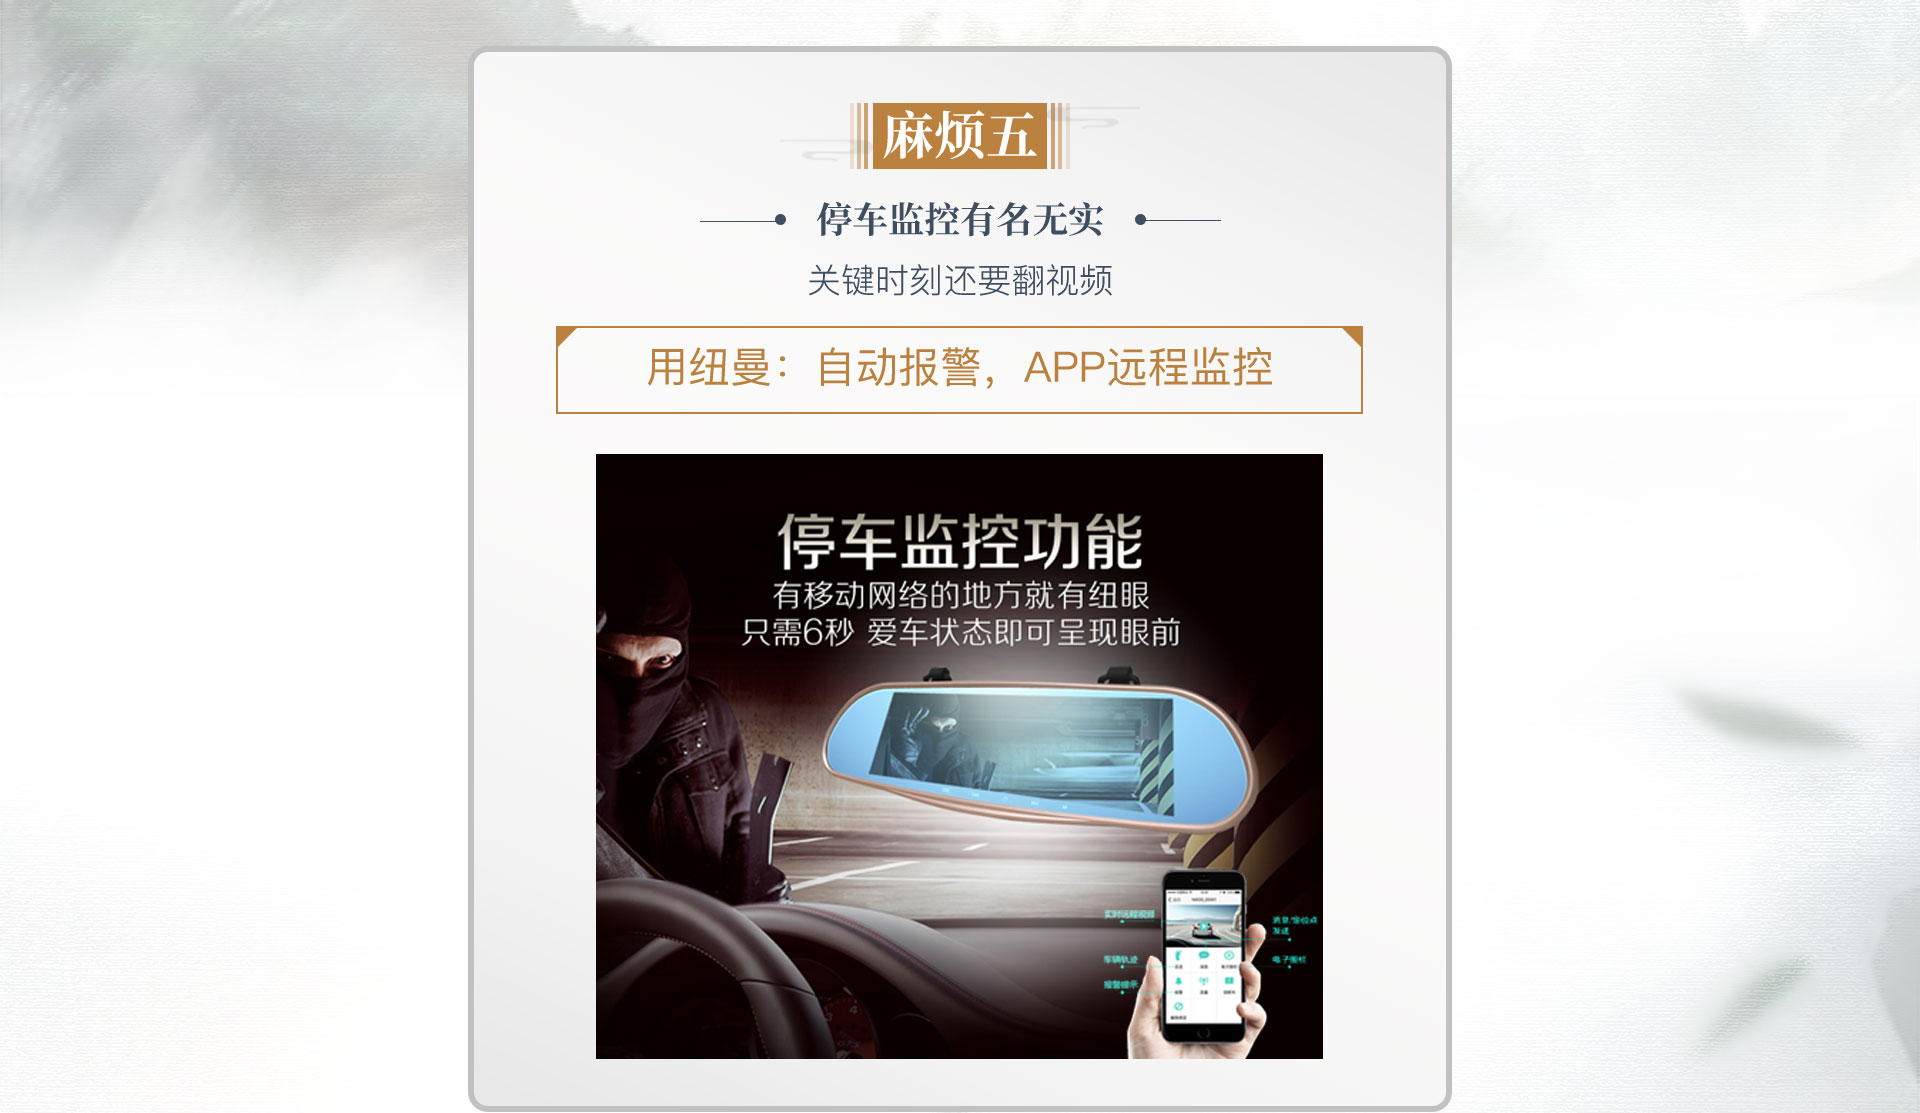 麻烦五
停车监控有名无实
关键时刻还要翻视频
用纽曼：自动报警，APP远程监控
停车监控功能
有移动网络的地方就有纽眼
只需6秒 爱车状态即可呈现眼前
实时远程视频
消息/定位点
发送
车辆轨迹
电子围栏
报警提示